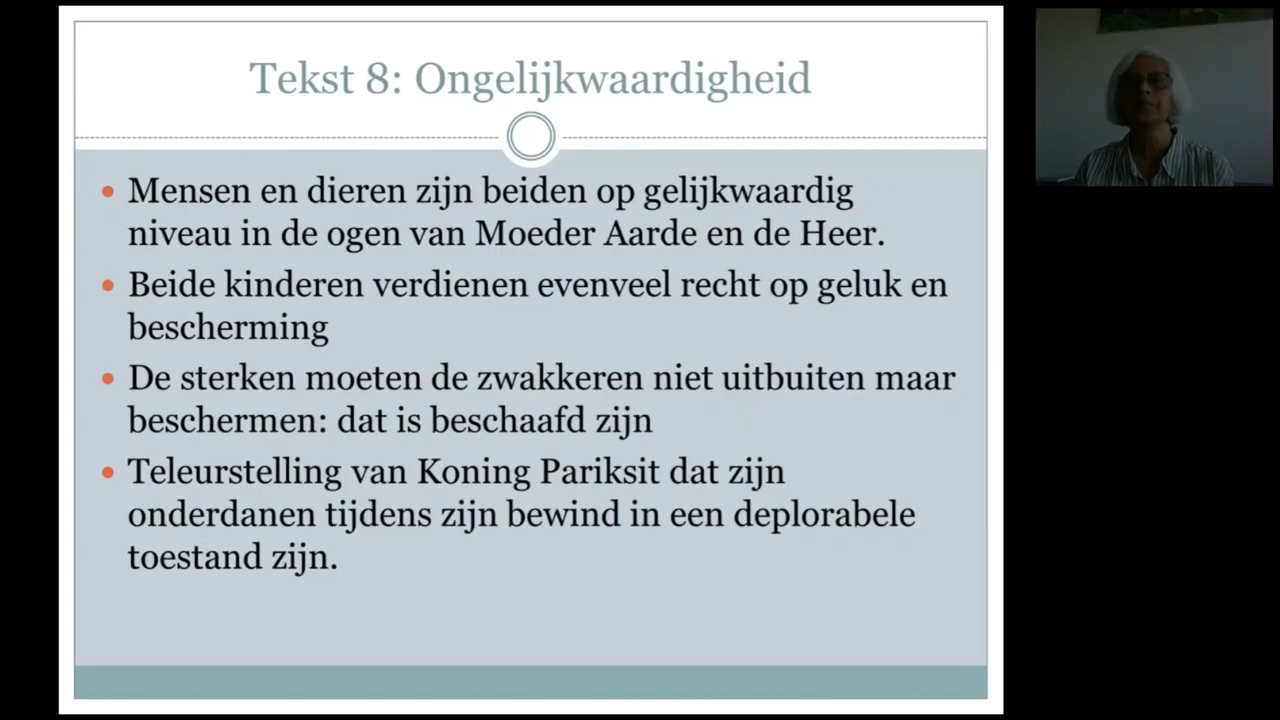 Tekst 8: Ongelijkwaardigheid
Mensen en dieren zijn beiden op gelijkwaardig
niveau in de ogen van Moeder Aarde en de Heer.
Beide kinderen verdienen evenveel recht op geluk en
bescherming
De sterken moeten de zwakkeren niet uitbuiten maar
beschermen: dat is beschaafd zijn
Teleurstelling van Koning Pariksit dat zijn
onderdanen tijdens zijn bewind in een deplorabele
toestand zijn.